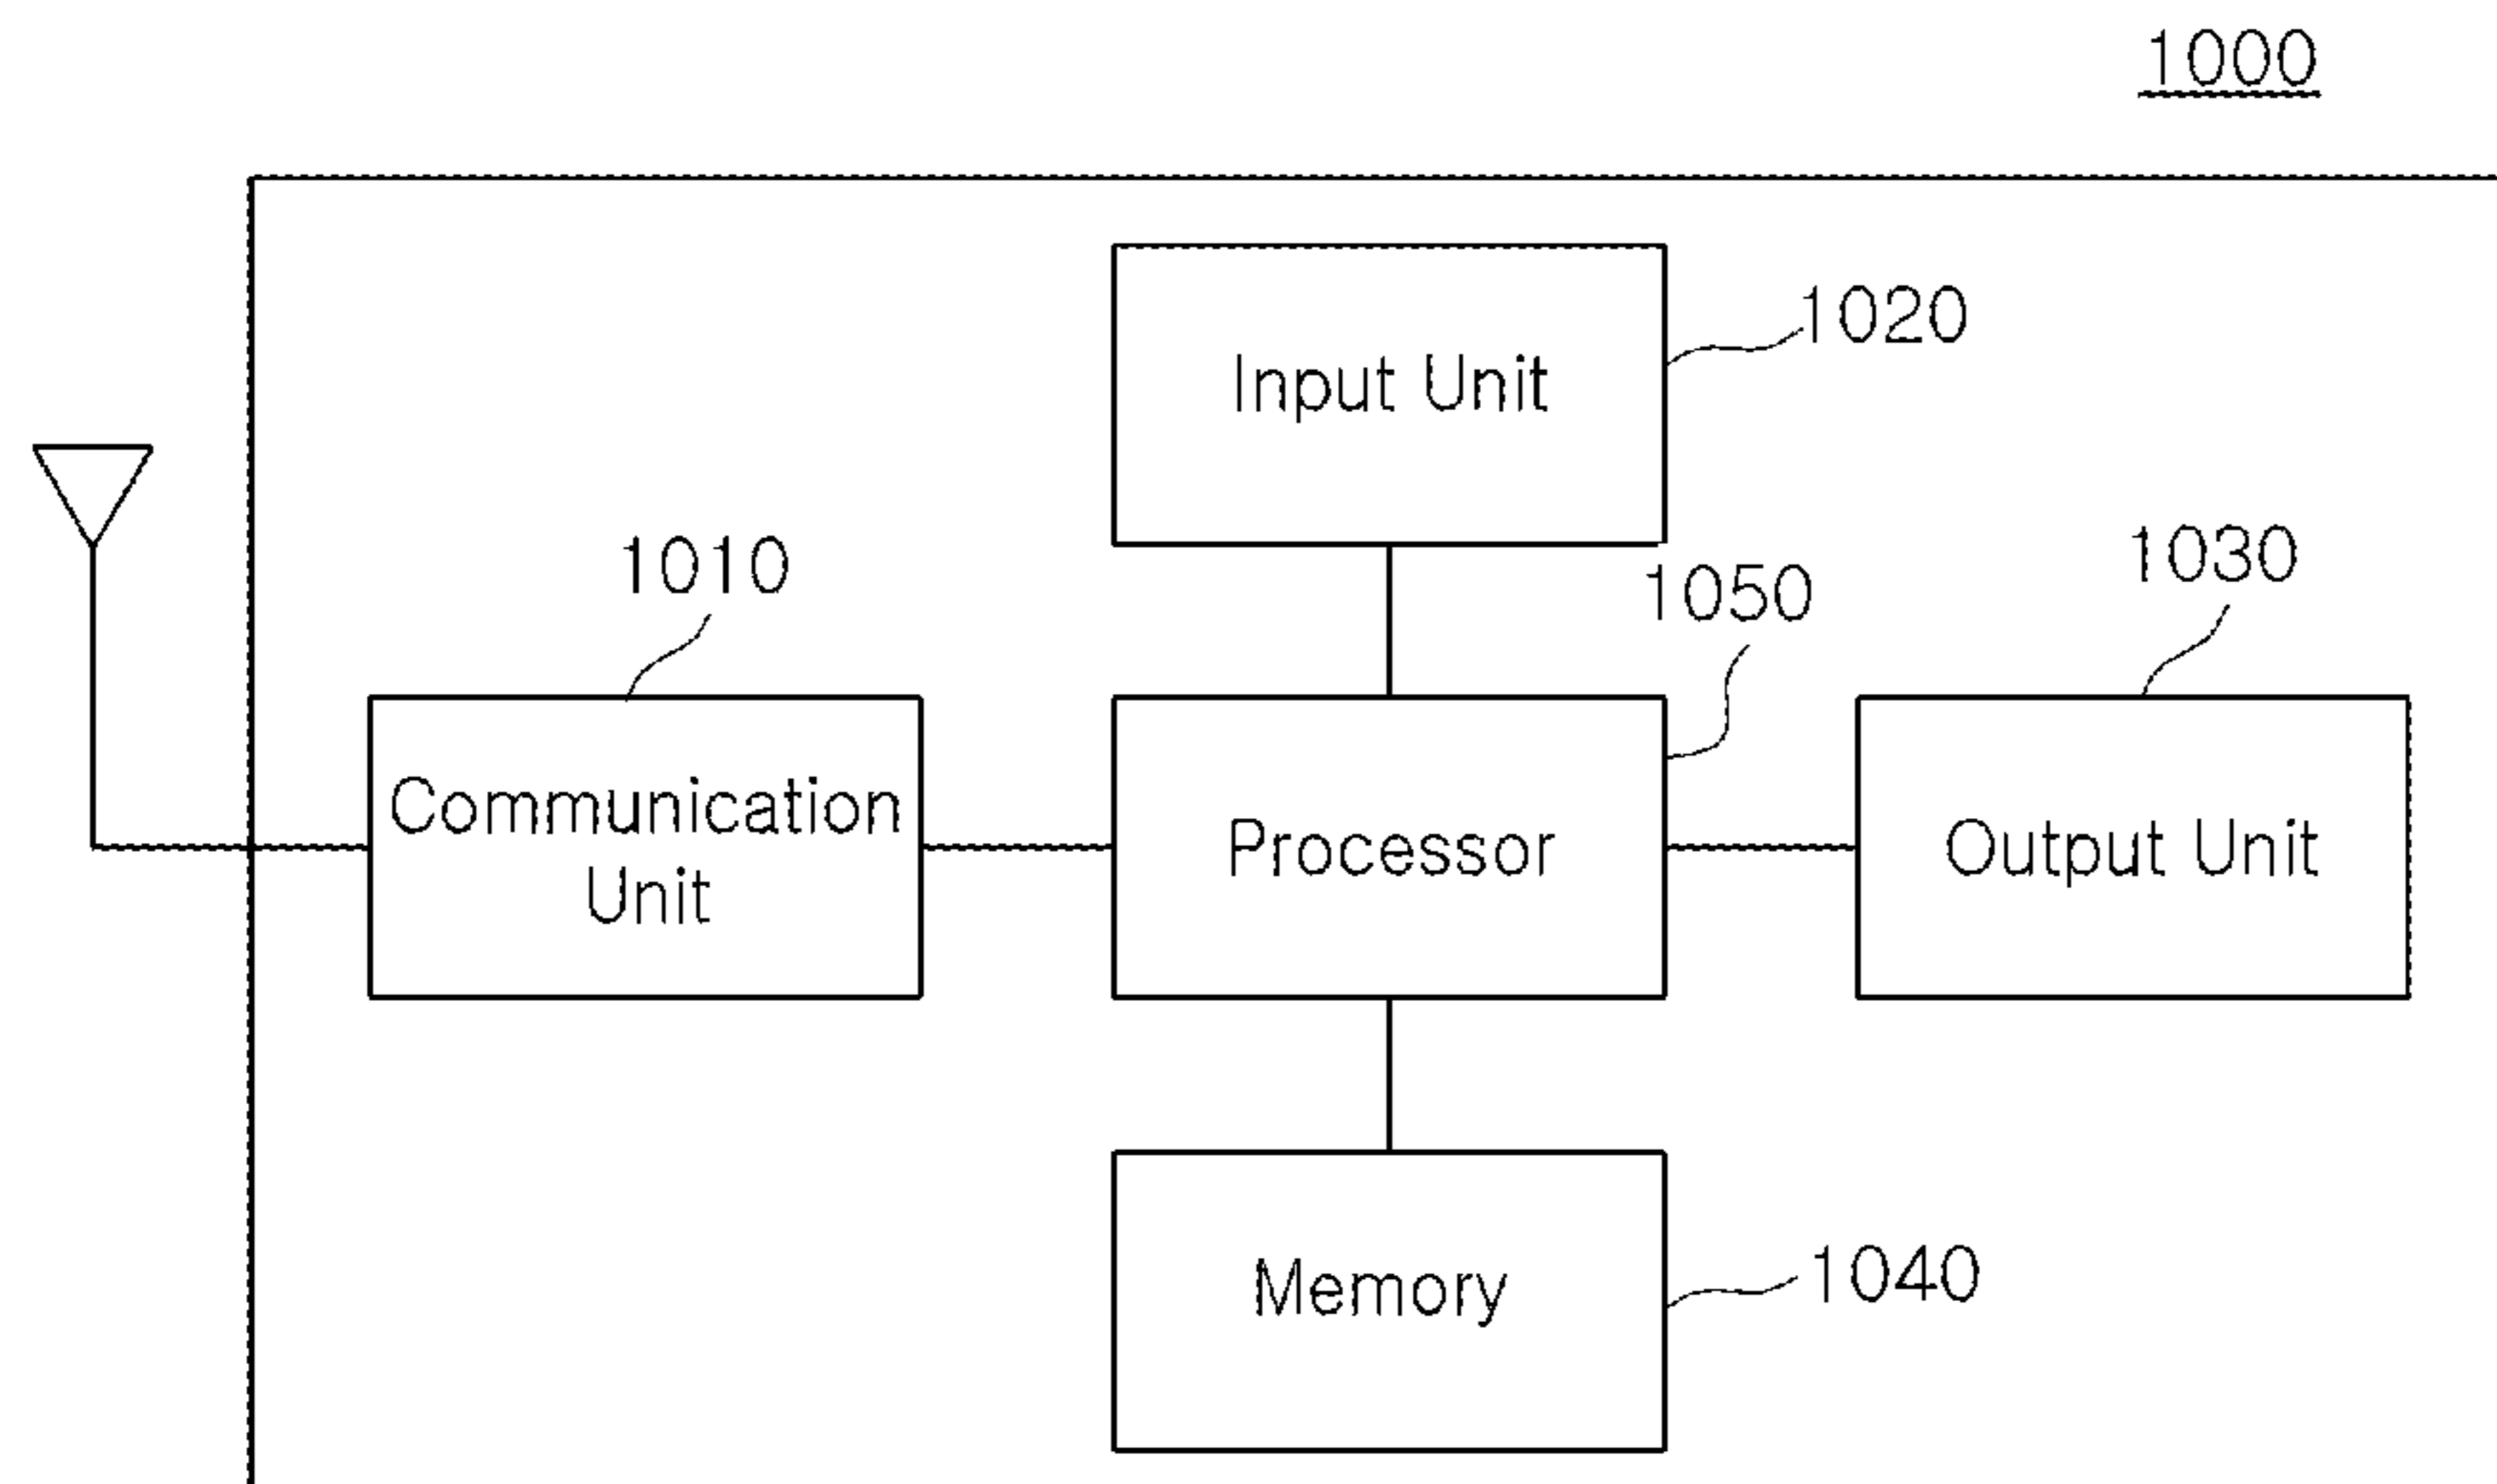 1000
1020
Input Unit
1010
1050
1030
Communication
Unit
Processor
Output Unit
Memory
1040